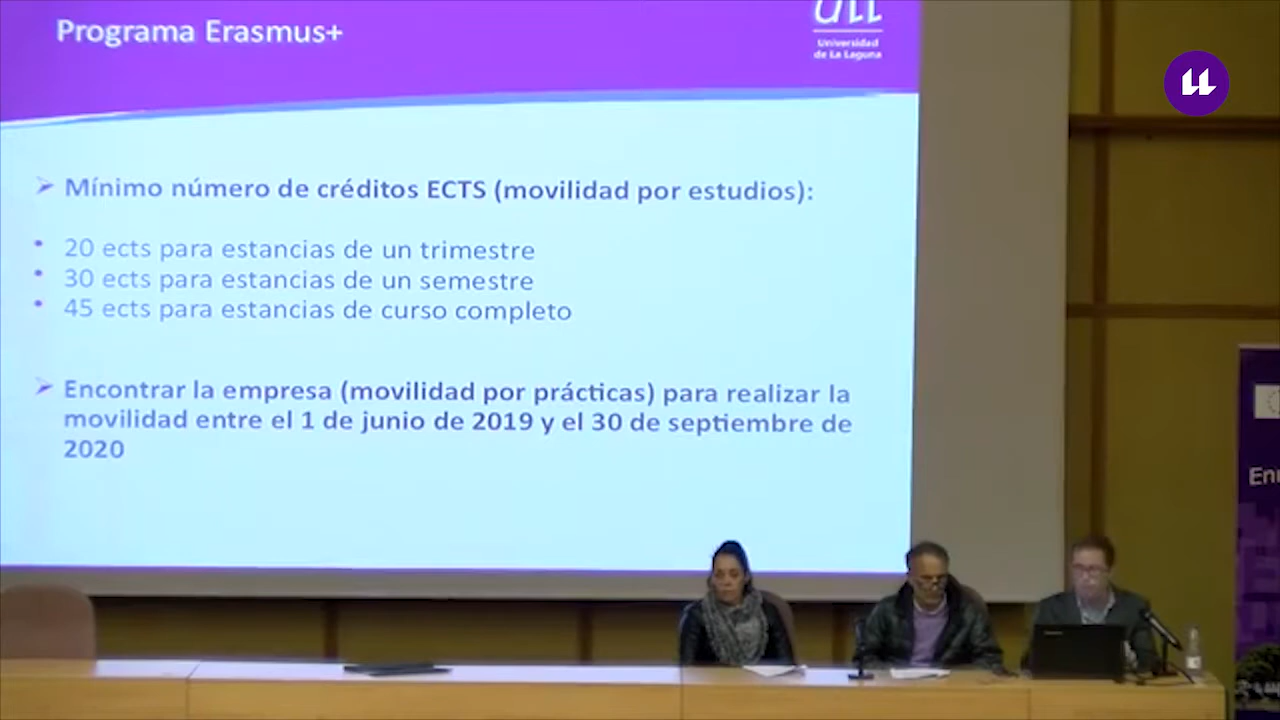 Programa Erasmus+
ull
Universidad
de La Laguna
➢ Mínimo número de créditos ECTS (movilidad por estudios):
• 20 ects para estancias de un trimestre
• 30 ects para estancias de un semestre
• 45 ects para estancias de curso completo
➢ Encontrar la empresa (movilidad por prácticas) para realizar la
movilidad entre el 1 de junio de 2019 y el 30 de septiembre de
2020